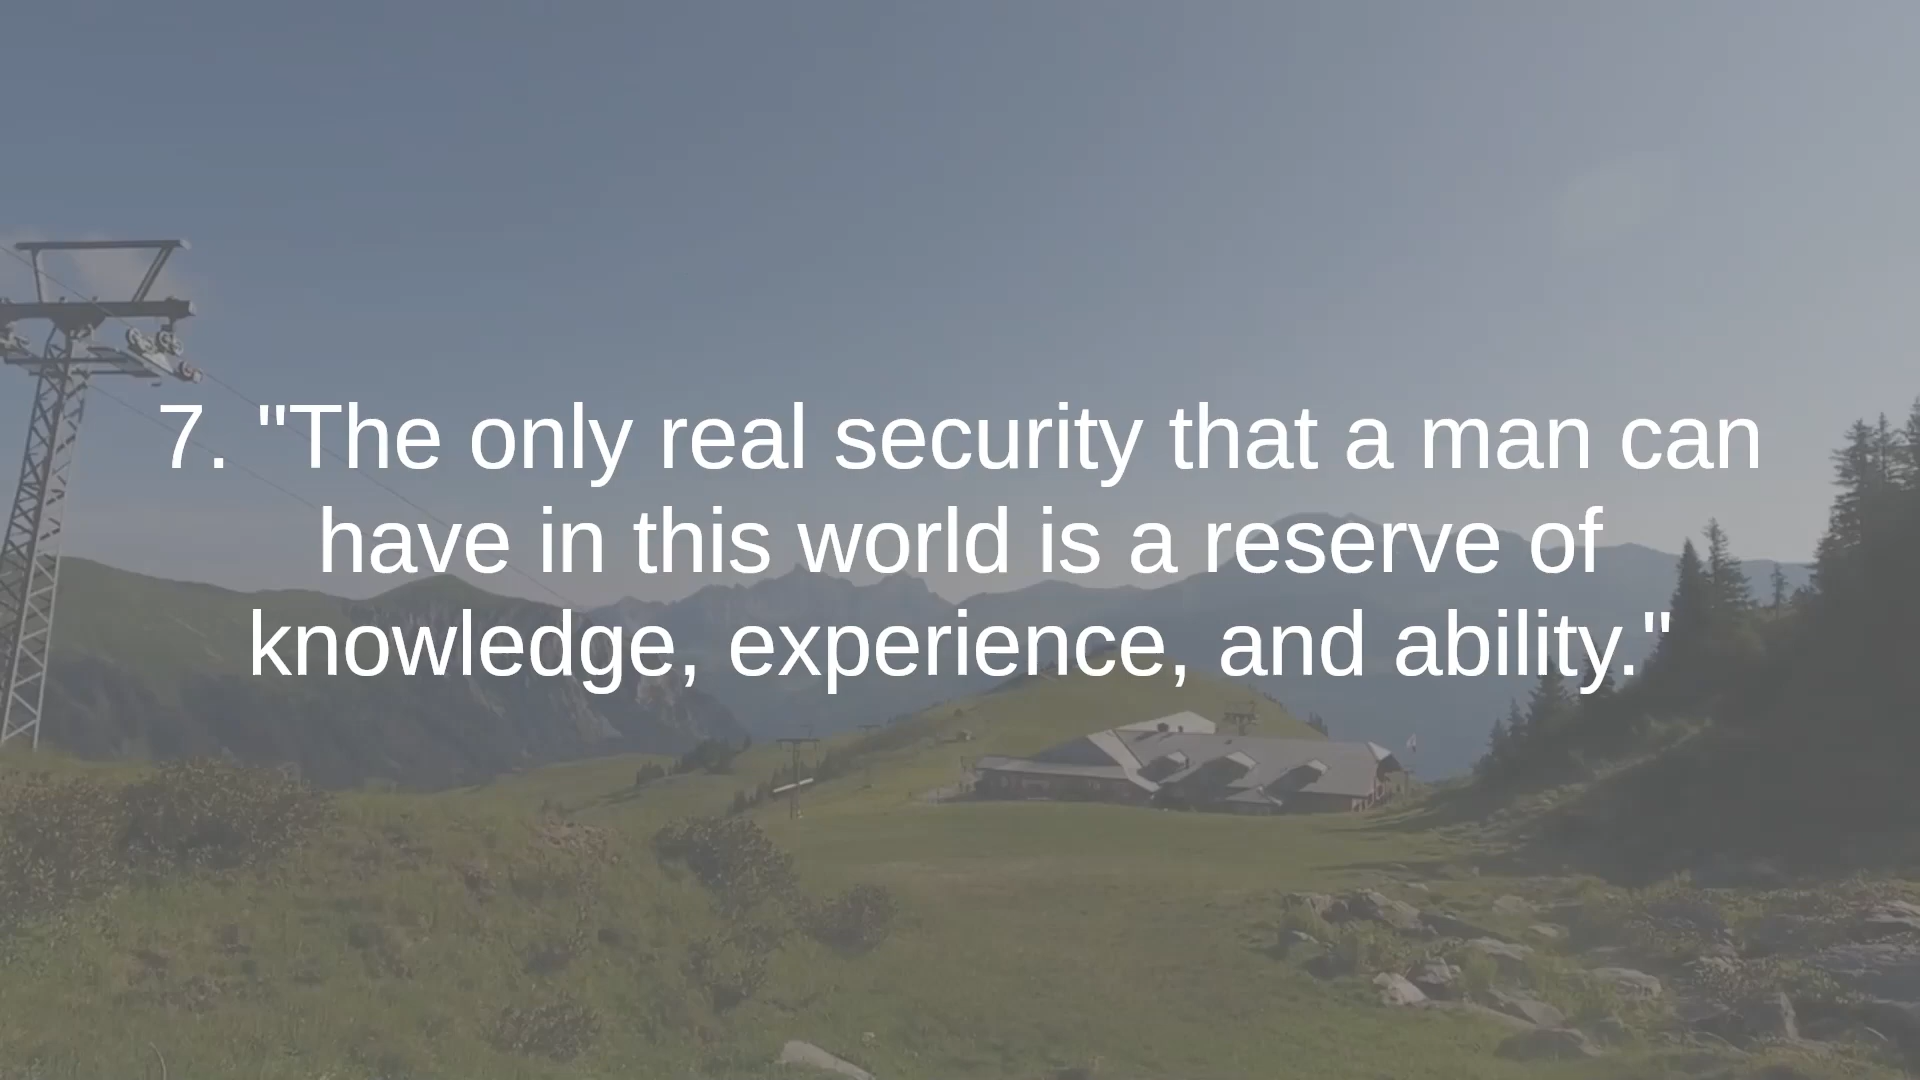 7. "The only real security that a man can
have in this world is a reserve of
knowledge, experience, and ability."